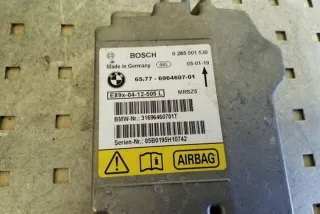 BOSCH
0 285 001 530
Made in Germany
05-01-19
65.77 - 6964607-01
E89x-04-12-505 L
MRSZ5
BMW-Nr.: 31696460701T
Serien-Nr.: 05B0195H10742
AIRBAG